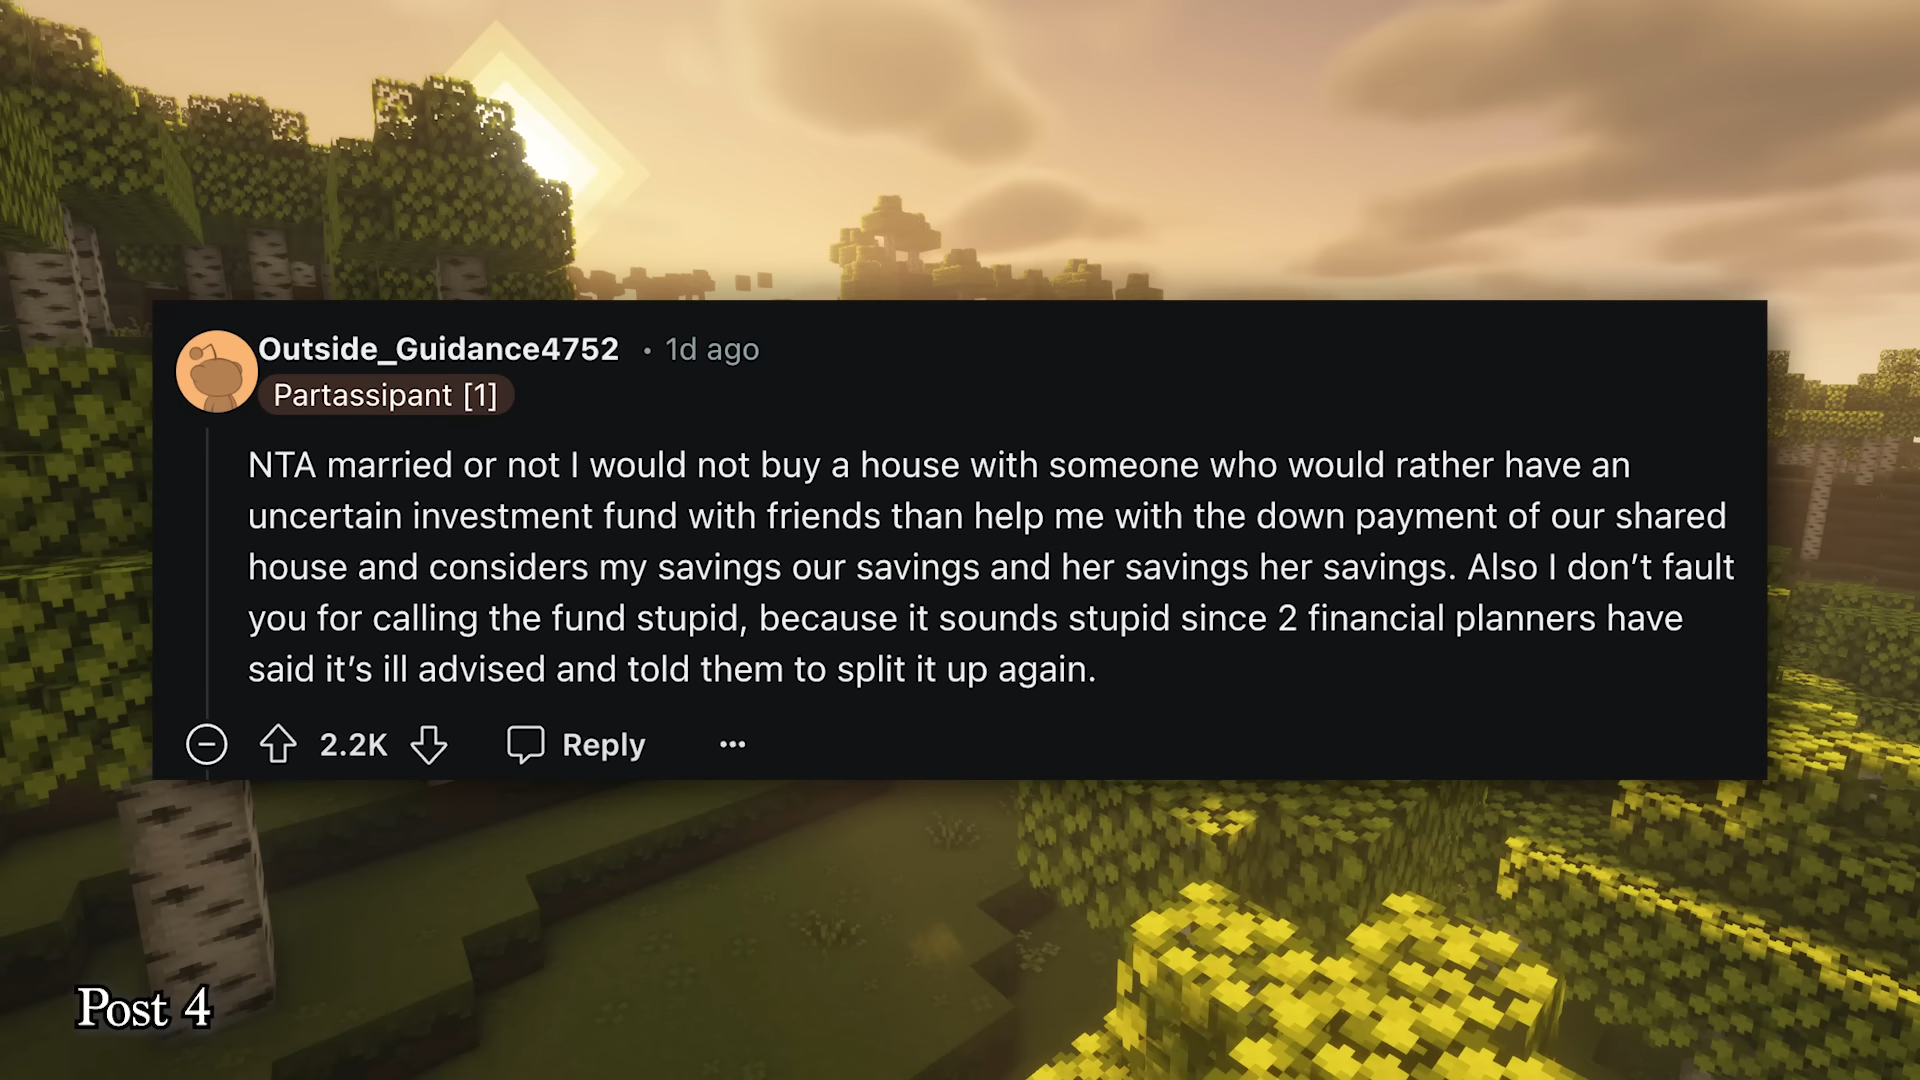 Outside_Guidance4752 • 1d ago
Partassipant [1]
NTA married or not I would not buy a house with someone who would rather have an
uncertain investment fund with friends than help me with the down payment of our shared
house and considers my savings our savings and her savings her savings. Also I don’t fault
you for calling the fund stupid, because it sounds stupid since 2 financial planners have
said it’s ill advised and told them to split it up again.
2.2K Reply
Post 4